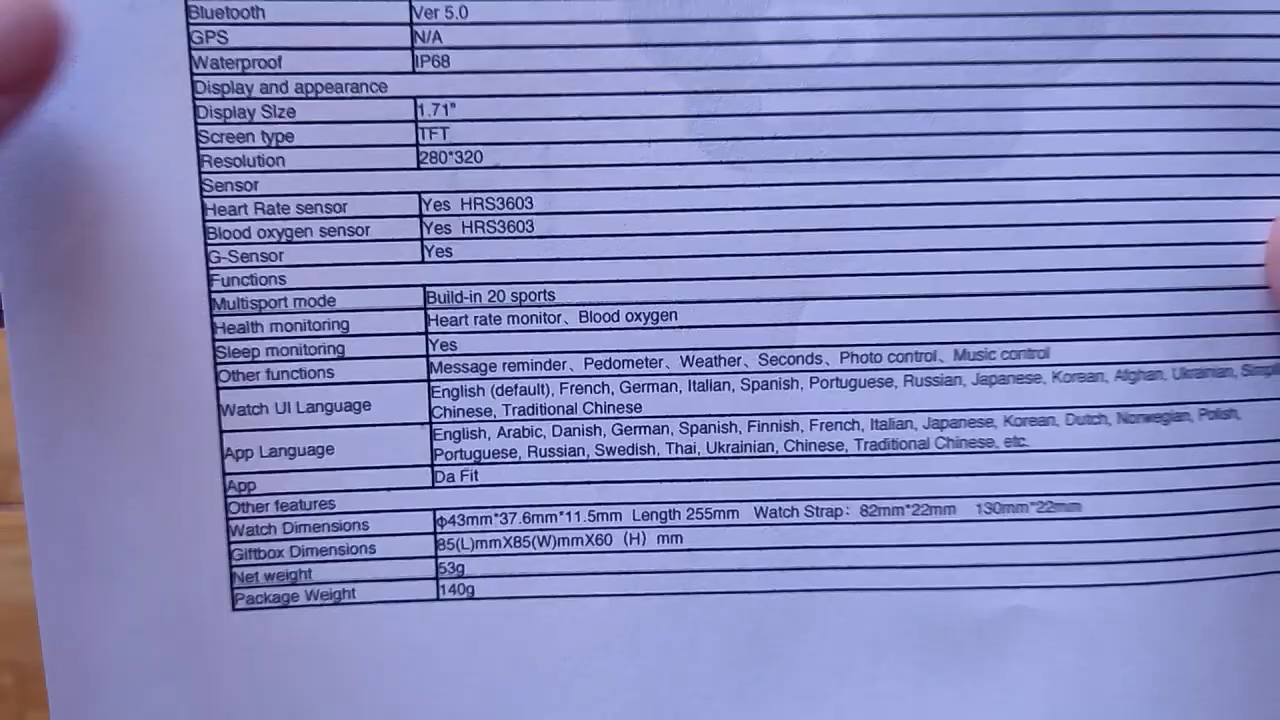 Bluetooth Ver 5.0
GPS N/A
Waterproof IP68
Display and appearance
Display SIze 1.71"
Screen type TFT
Resolution 280*320
Sensor
Heart Rate sensor Yes HRS3603
Blood oxygen sensor Yes HRS3603
G-Sensor Yes
Functions
Multisport mode Build-in 20 sports
Health monitoring Heart rate monitor、Blood oxygen
Sleep monitoring Yes
Other functions Message reminder、Pedometer、Weather、Seconds、Photo control、Music control
Watch UI Language English (default), French, German, Italian, Spanish, Portuguese, Russian, Japanese, Korean, Afghan, Ukrainian,
Chinese, Traditional Chinese
App Language English, Arabic, Danish, German, Spanish, Finnish, French, Italian, Japanese, Korean, Dutch, Norwegian, Polish,
Portuguese, Russian, Swedish, Thai, Ukrainian, Chinese, Traditional Chinese, etc.
App Da Fit
Other features
Watch Dimensions φ43mm*37.6mm*11.5mm Length 255mm Watch Strap: 82mm*22mm 130mm*22mm
Giftbox Dimensions 85(L)mmX85(W)mmX60（H）mm
Net weight 53g
Package Weight 140g